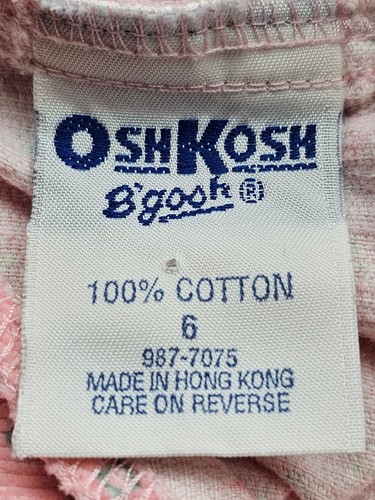 OSHKOSH
B'gosh ®
100% COTTON
6
987-7075
MADE IN HONG KONG
CARE ON REVERSE